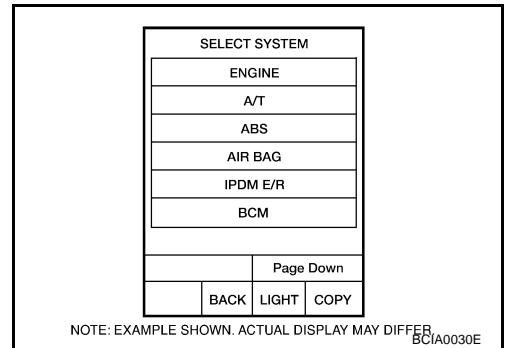 SELECT SYSTEM
ENGINE
A/T
ABS
AIR BAG
IPDM E/R
BCM
Page Down
BACK LIGHT COPY
NOTE: EXAMPLE SHOWN. ACTUAL DISPLAY MAY DIFFER.
BCIA0030E